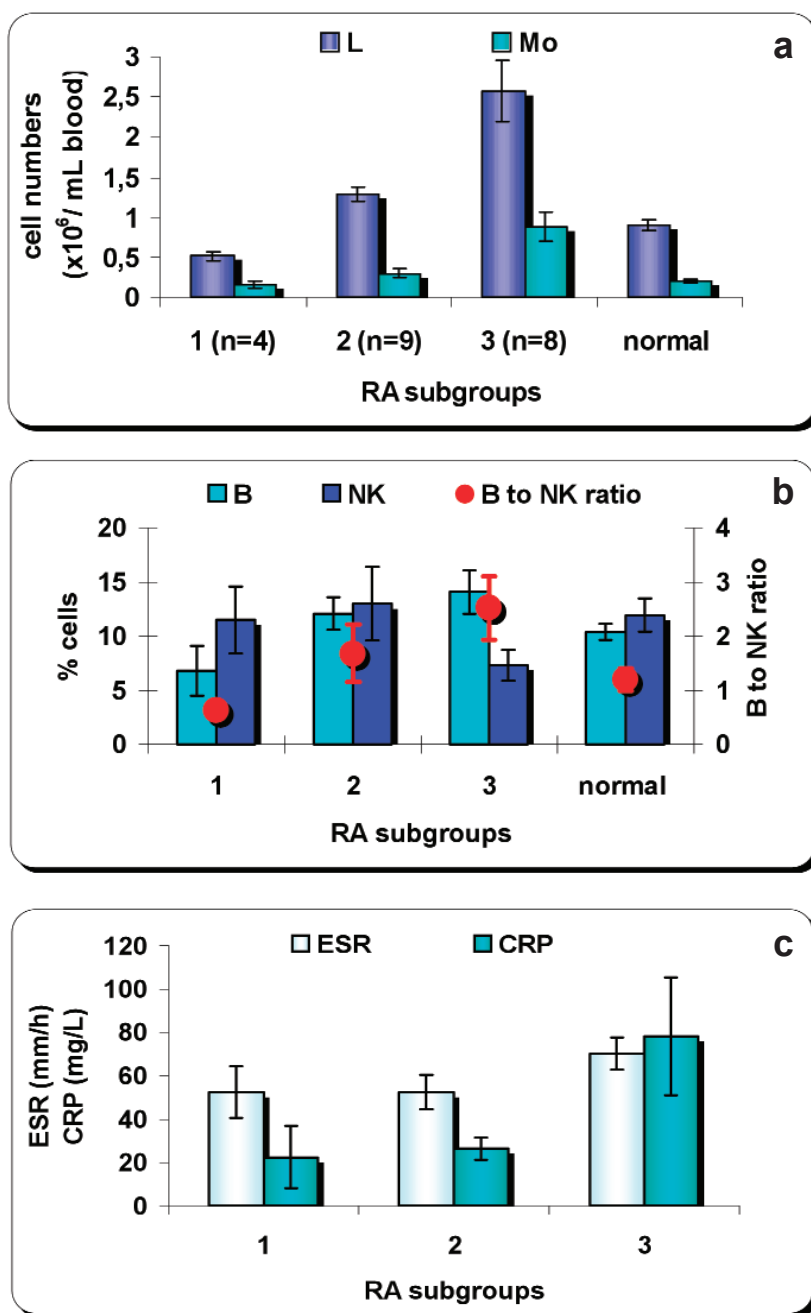 L Mo a
cell numbers
(x10⁶/ mL blood)
3
2,5
2
1,5
1
0,5
0
1 (n=4) 2 (n=9) 3 (n=8) normal
RA subgroups
B NK B to NK ratio b
% cells
20
15
10
5
0
4
3
2
1
0
B to NK ratio
1 2 3 normal
RA subgroups
ESR CRP c
ESR (mm/h)
CRP (mg/L)
120
100
80
60
40
20
0
1 2 3
RA subgroups